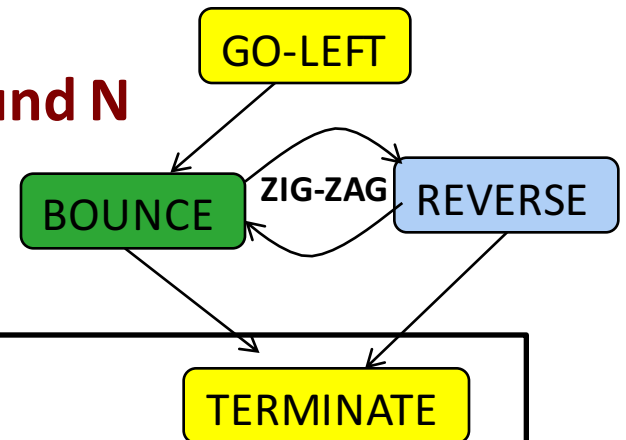 GO-LEFT
und N
ZIG-ZAG
BOUNCE
REVERSE
TERMINATE